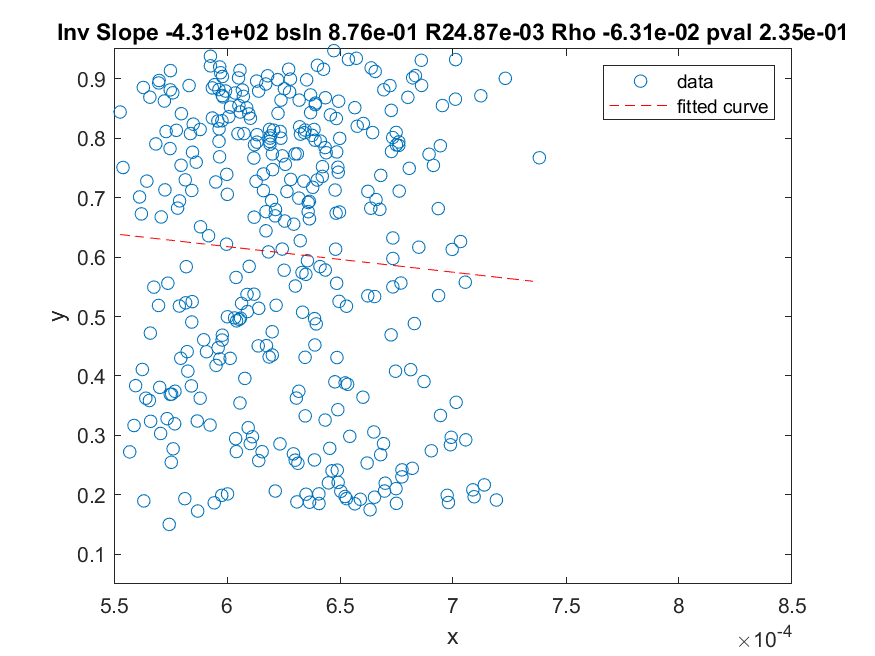 Inv Slope -4.31e+02 bsln 8.76e-01 R24.87e-03 Rho -6.31e-02 pval 2.35e-01
data
fitted curve
0.9
0.8
0.7
0.6
0.5
0.4
0.3
0.2
0.1
y
5.5 6 6.5 7 7.5 8 8.5
x
×10-4